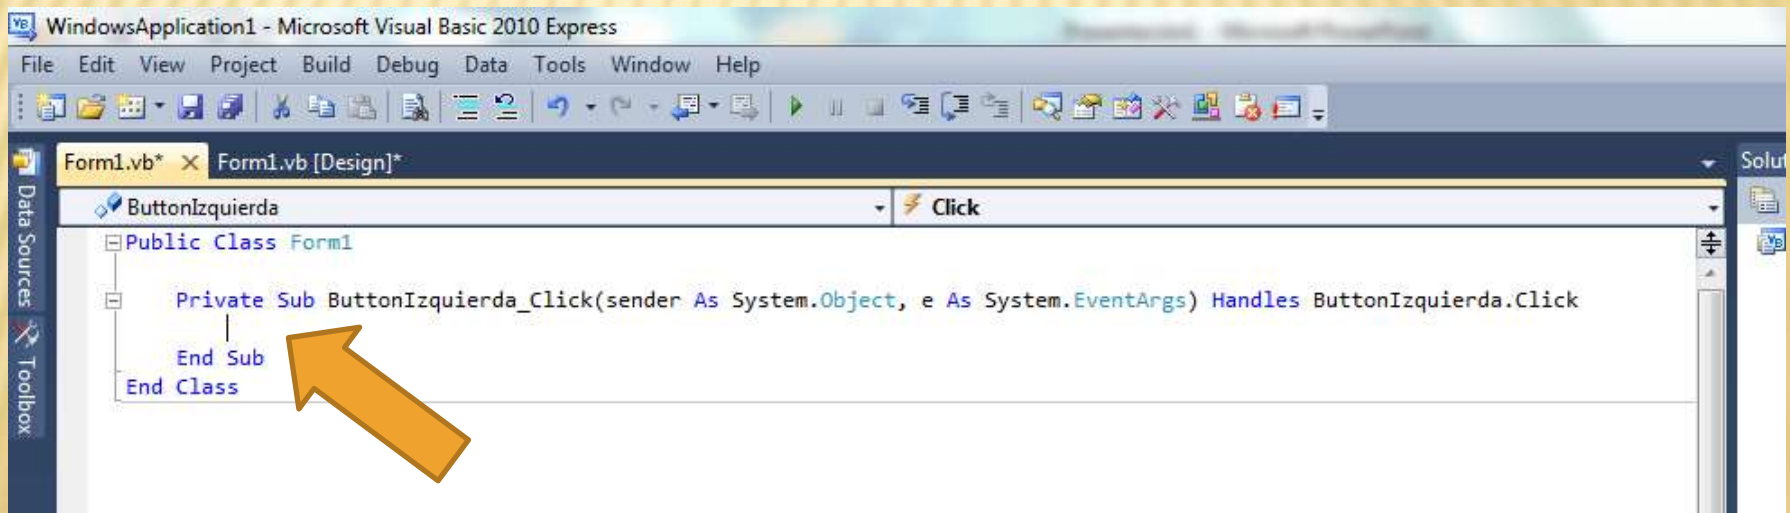 WindowsApplication1 - Microsoft Visual Basic 2010 Express
File Edit View Project Build Debug Data Tools Window Help
Form1.vb* Form1.vb [Design]*
Solut
ButtonIzquierda Click
Public Class Form1
Private Sub ButtonIzquierda_Click(sender As System.Object, e As System.EventArgs) Handles ButtonIzquierda.Click
End Sub
End Class
Data Sources
Toolbox